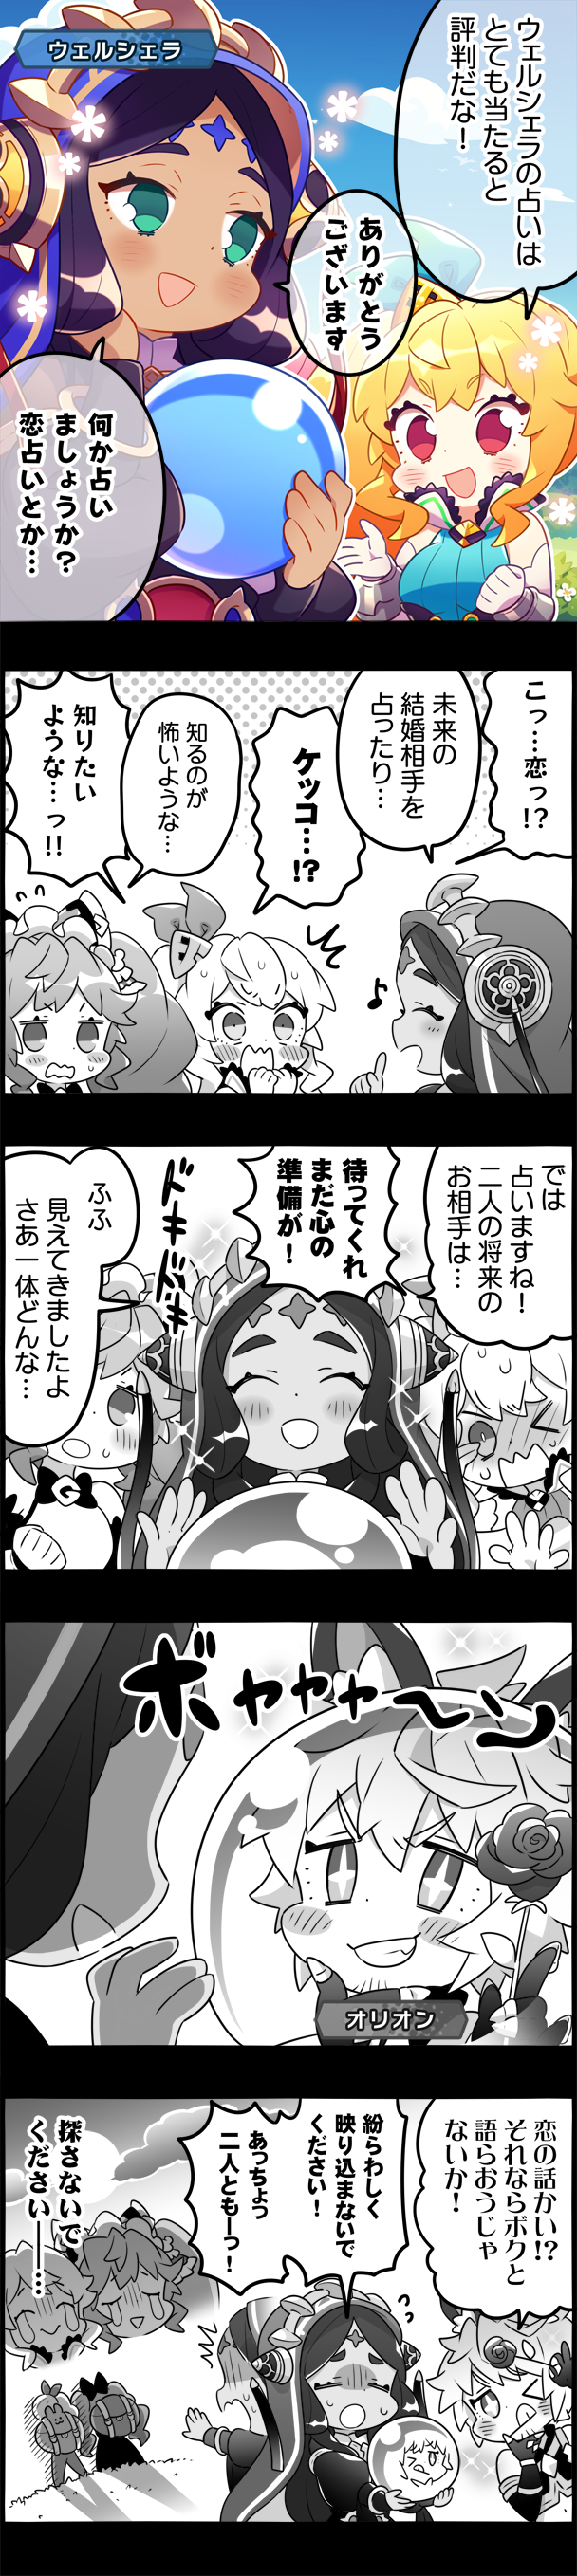 ウェルシェラ
ウェルシェラの占いは
とても当たると
評判だな！
ありがとう
ございます
何か占い
ましょうか？
恋占いとか…
こっ…恋っ!?
未来の
結婚相手を
占ったり…
ケッコ…!?
知るのが
怖いような…
知りたい
ような…っ!!
では
占いますね！
二人の将来の
お相手は…
待ってくれ
まだ心の
準備が！
ドキドキ
ふふ
見えてきましたよ
さあ一体どんな…
ボャャャ～ン
オリオン
恋の話かい!?
それならボクと
語らおうじゃ
ないか！
紛らわしく
映り込まないで
ください！
あっちょっ
二人ともーっ！
探さないで
ください――…